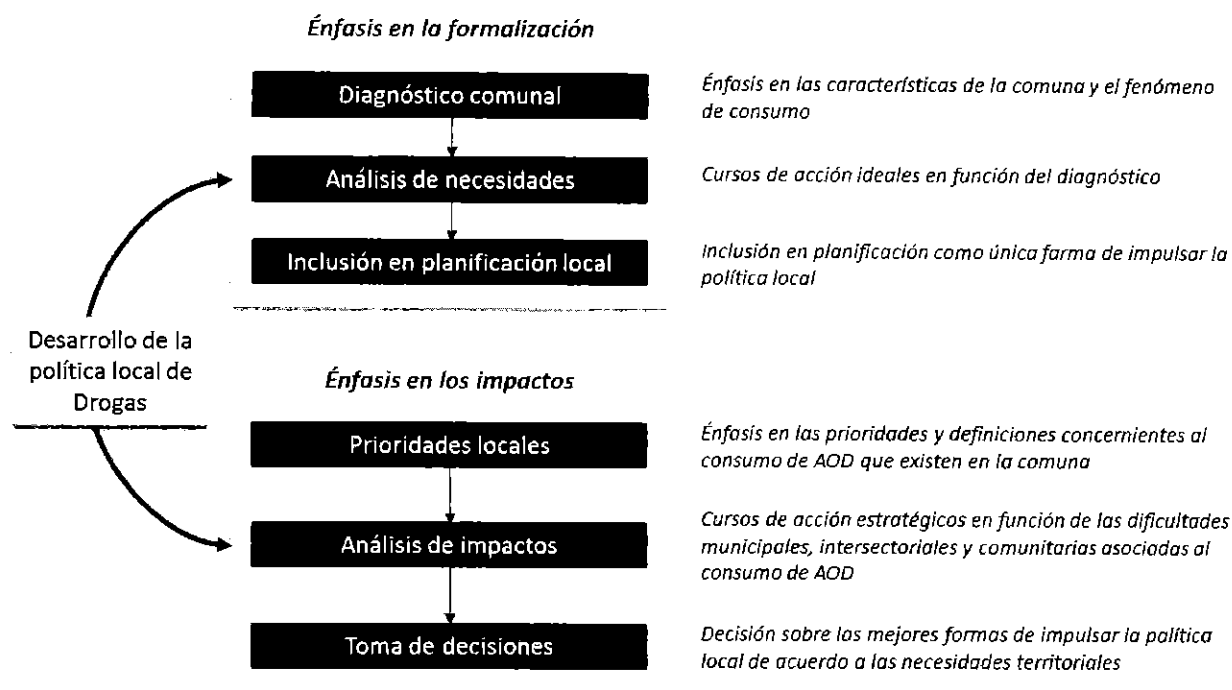 Énfasis en la formalización
Diagnóstico comunal
Énfasis en las características de la comuna y el fenómeno
de consumo
Análisis de necesidades
Cursos de acción ideales en función del diagnóstico
Inclusión en planificación local
Inclusión en planificación como única farma de impulsar la
política local
Desarrollo de la
política local de
Drogas
Énfasis en los impactos
Prioridades locales
Énfasis en las prioridades y definiciones concernientes al
consumo de AOD que existen en la comuna
Análisis de impactos
Cursos de acción estratégicos en función de las dificultades
municipales, intersectoriales y comunitarias asociadas al
consumo de AOD
Toma de decisiones
Decisión sobre las mejores formas de impulsar la política
local de acuerdo a las necesidades territoriales